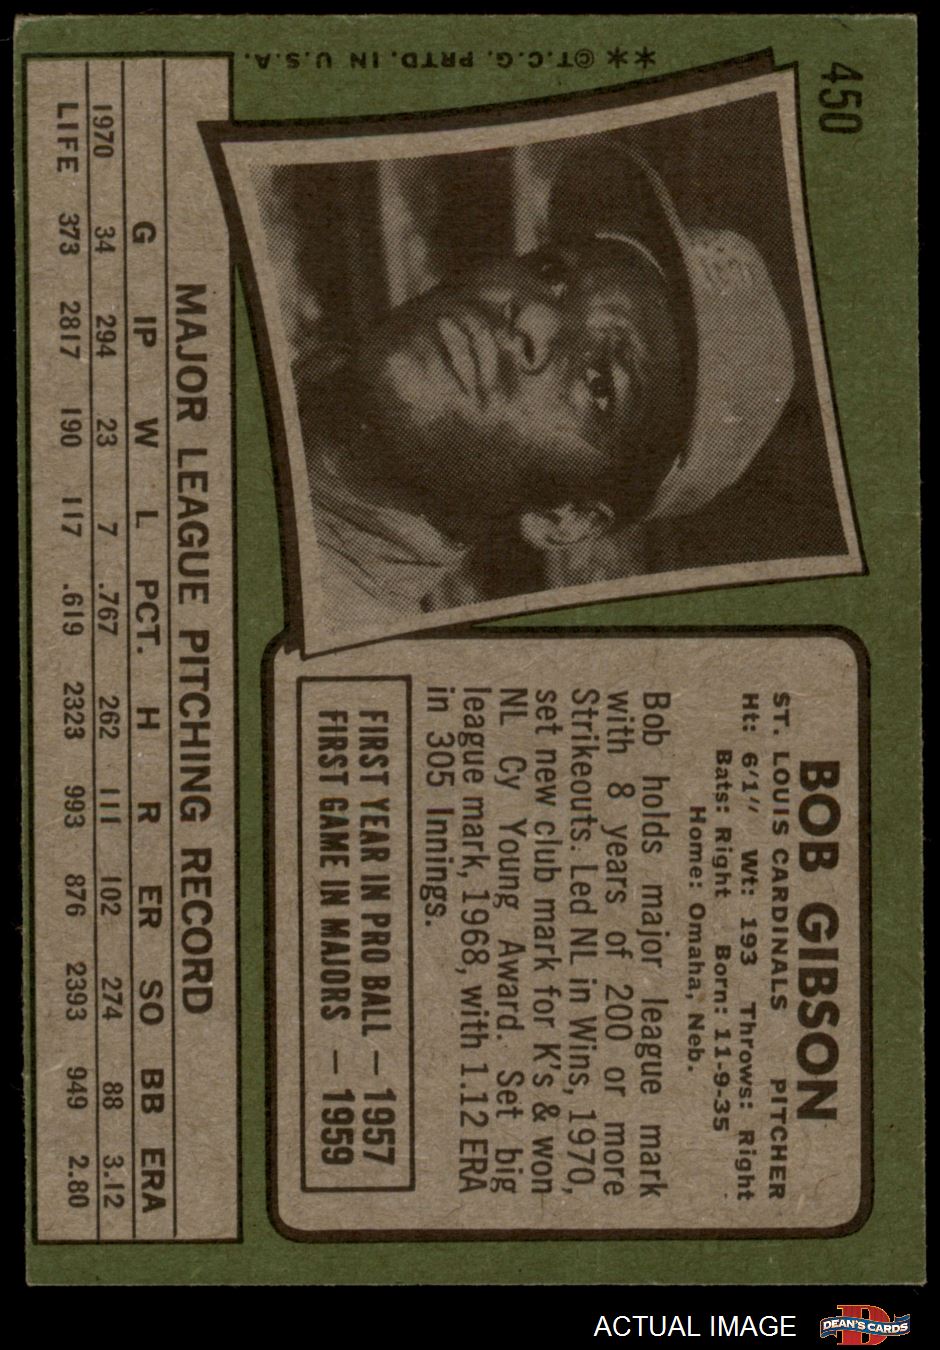 450
BOB GIBSON
ST. LOUIS CARDINALS PITCHER
Ht: 6'1" Wt: 193 Throws: Right
Bats: Right Born: 11-9-35
Home: Omaha, Neb.
Bob holds major league mark
with 8 years of 200 or more
Strikeouts. Led NL in Wins, 1970,
set new club mark for K's & won
NL Cy Young Award. Set big
league mark, 1968, with 1.12 ERA
in 305 Innings.
FIRST YEAR IN PRO BALL — 1957
FIRST GAME IN MAJORS — 1959
** ©T.C.G. PRTD. IN U.S.A.
MAJOR LEAGUE PITCHING RECORD
G IP W L PCT. H R ER SO BB ERA
1970 34 294 23 7 .767 262 111 102 274 88 3.12
LIFE 373 2817 190 117 .619 2323 993 876 2393 949 2.80
ACTUAL IMAGE
D
DEAN'S CARDS